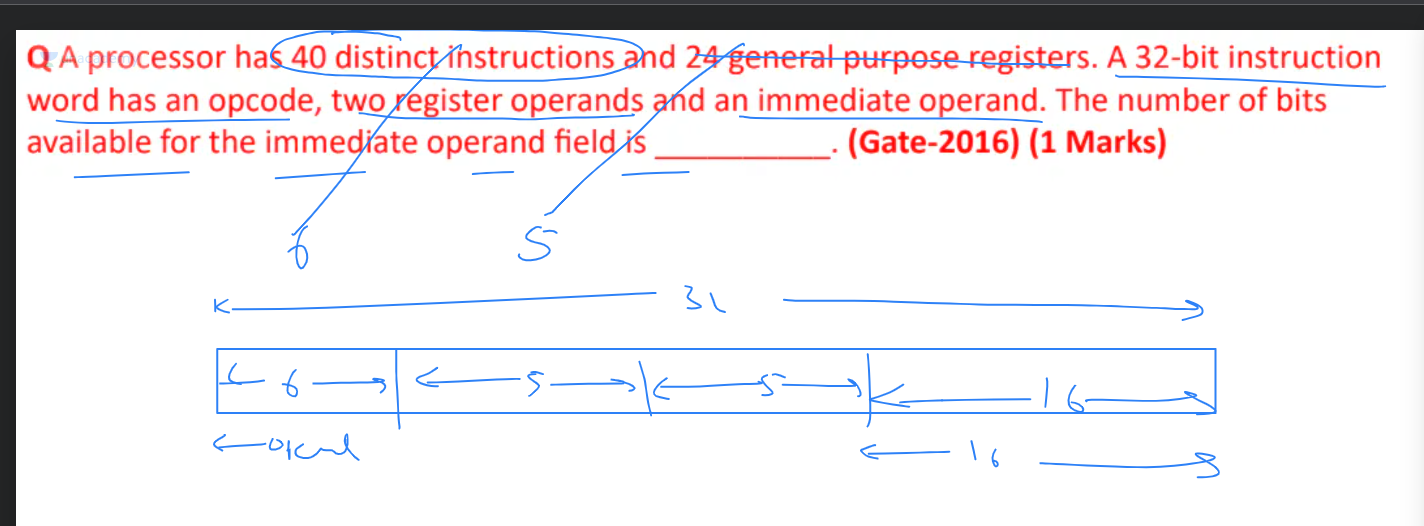 Q A processor has 40 distinct instructions and 24 general purpose registers. A 32-bit instruction
word has an opcode, two register operands and an immediate operand. The number of bits
available for the immediate operand field is ___________. (Gate-2016) (1 Marks)
6 5
32
6 5 5 16
16